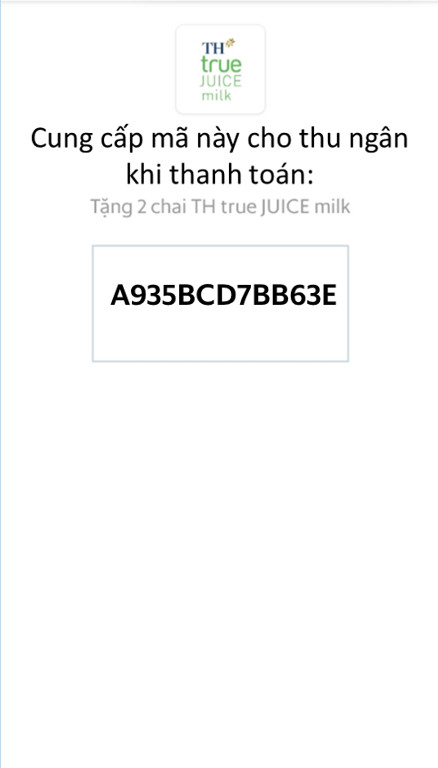 TH
true
JUICE
milk
Cung cấp mã này cho thu ngân
khi thanh toán:
Tặng 2 chai TH true JUICE milk
A935BCD7BB63E